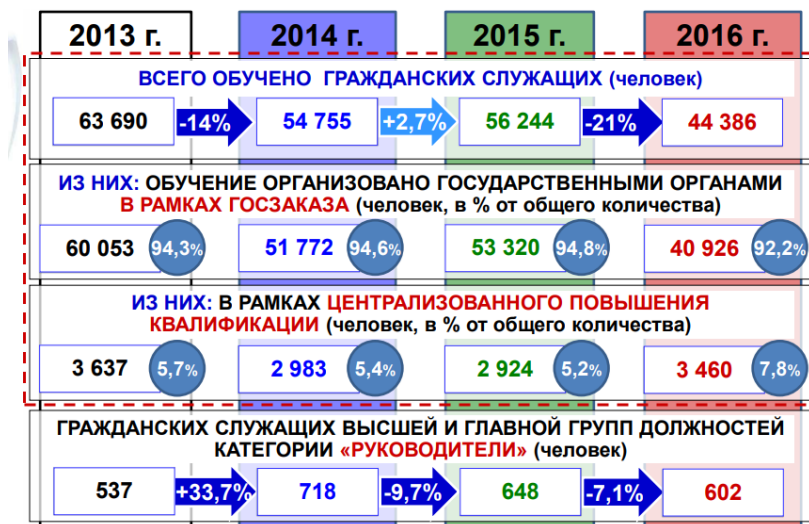 2013 г. 2014 г. 2015 г. 2016 г.
ВСЕГО ОБУЧЕНО ГРАЖДАНСКИХ СЛУЖАЩИХ (человек)
63 690 -14% 54 755 +2,7% 56 244 -21% 44 386
ИЗ НИХ: ОБУЧЕНИЕ ОРГАНИЗОВАНО ГОСУДАРСТВЕННЫМИ ОРГАНАМИ
В РАМКАХ ГОСЗАКАЗА (человек, в % от общего количества)
60 053 94,3% 51 772 94,6% 53 320 94,8% 40 926 92,2%
ИЗ НИХ: В РАМКАХ ЦЕНТРАЛИЗОВАННОГО ПОВЫШЕНИЯ
КВАЛИФИКАЦИИ (человек, в % от общего количества)
3 637 5,7% 2 983 5,4% 2 924 5,2% 3 460 7,8%
ГРАЖДАНСКИХ СЛУЖАЩИХ ВЫСШЕЙ И ГЛАВНОЙ ГРУПП ДОЛЖНОСТЕЙ
КАТЕГОРИИ «РУКОВОДИТЕЛИ» (человек)
537 +33,7% 718 -9,7% 648 -7,1% 602